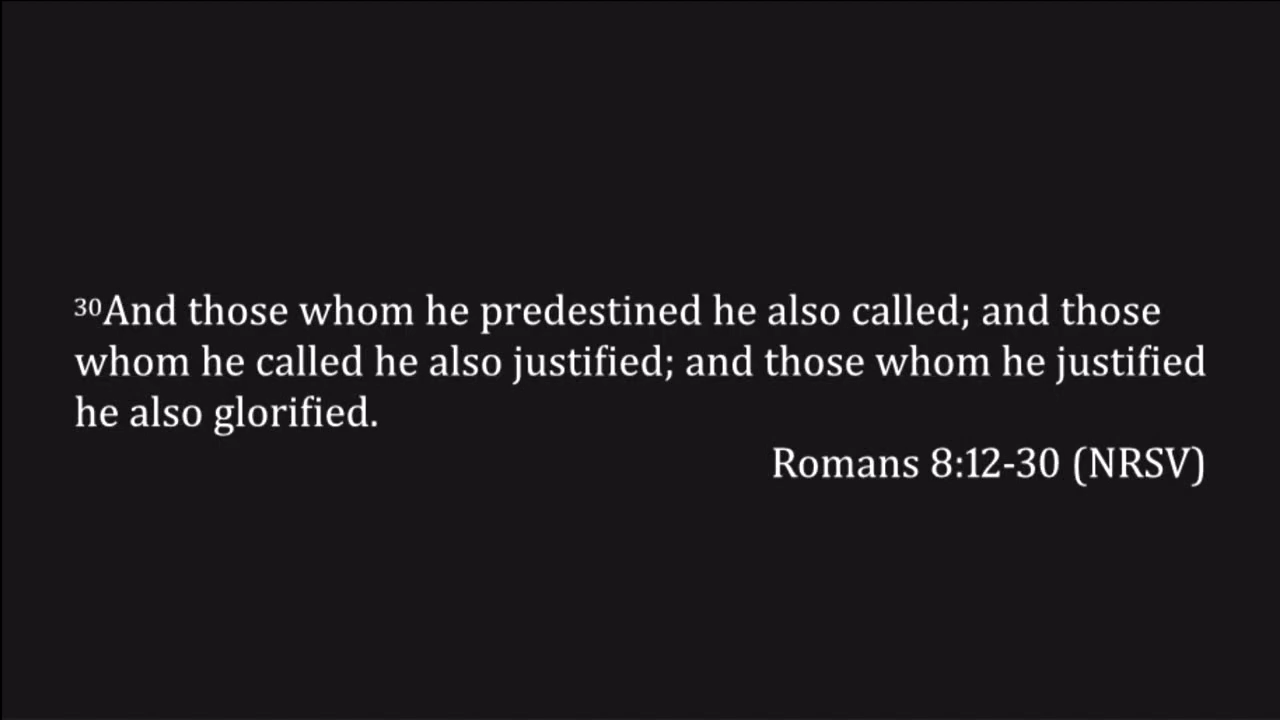 30And those whom he predestined he also called; and those
whom he called he also justified; and those whom he justified
he also glorified.
Romans 8:12-30 (NRSV)